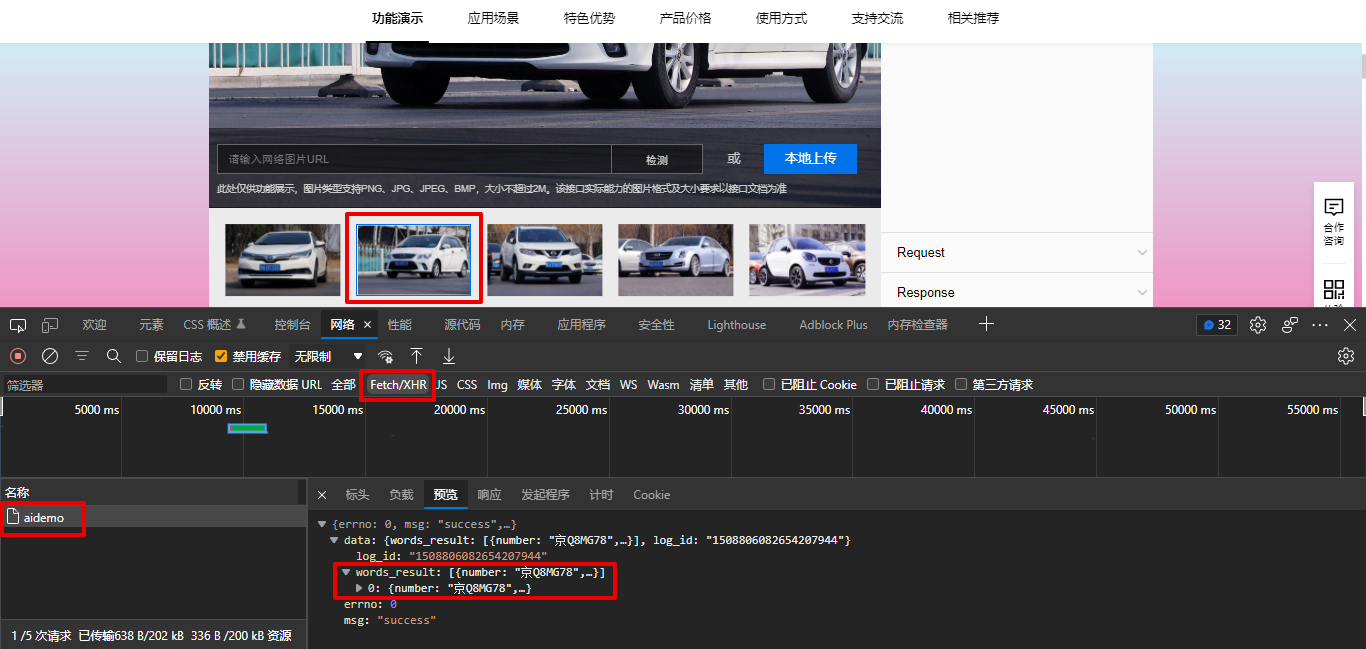 功能演示 应用场景 特色优势 产品价格 使用方式 支持交流 相关推荐
请输入网络图片URL 检测 或 本地上传
此处仅供功能展示，图片类型支持PNG、JPG、JPEG、BMP，大小不超过2M。该接口实际能力的图片格式及大小要求以接口文档为准
合作
咨询
Request
Response
欢迎 元素 CSS 概述 控制台 网络 性能 源代码 内存 应用程序 安全性 Lighthouse Adblock Plus 内存检查器 32
保留日志 禁用缓存 无限制
筛选器 反转 隐藏数据 URL 全部 Fetch/XHR JS CSS Img 媒体 字体 文档 WS Wasm 清单 其他 已阻止 Cookie 已阻止请求 第三方请求
5000 ms 10000 ms 15000 ms 20000 ms 25000 ms 30000 ms 35000 ms 40000 ms 45000 ms 50000 ms 55000 ms
名称
aidemo
标头 负载 预览 响应 发起程序 计时 Cookie
{errno: 0, msg: "success",…}
data: {words_result: [{number: "京Q8MG78",…}], log_id: "1508806082654207944"}
log_id: "1508806082654207944"
words_result: [{number: "京Q8MG78",…}]
0: {number: "京Q8MG78",…}
errno: 0
msg: "success"
1 /5 次请求 已传输638 B/202 kB 336 B /200 kB 资源